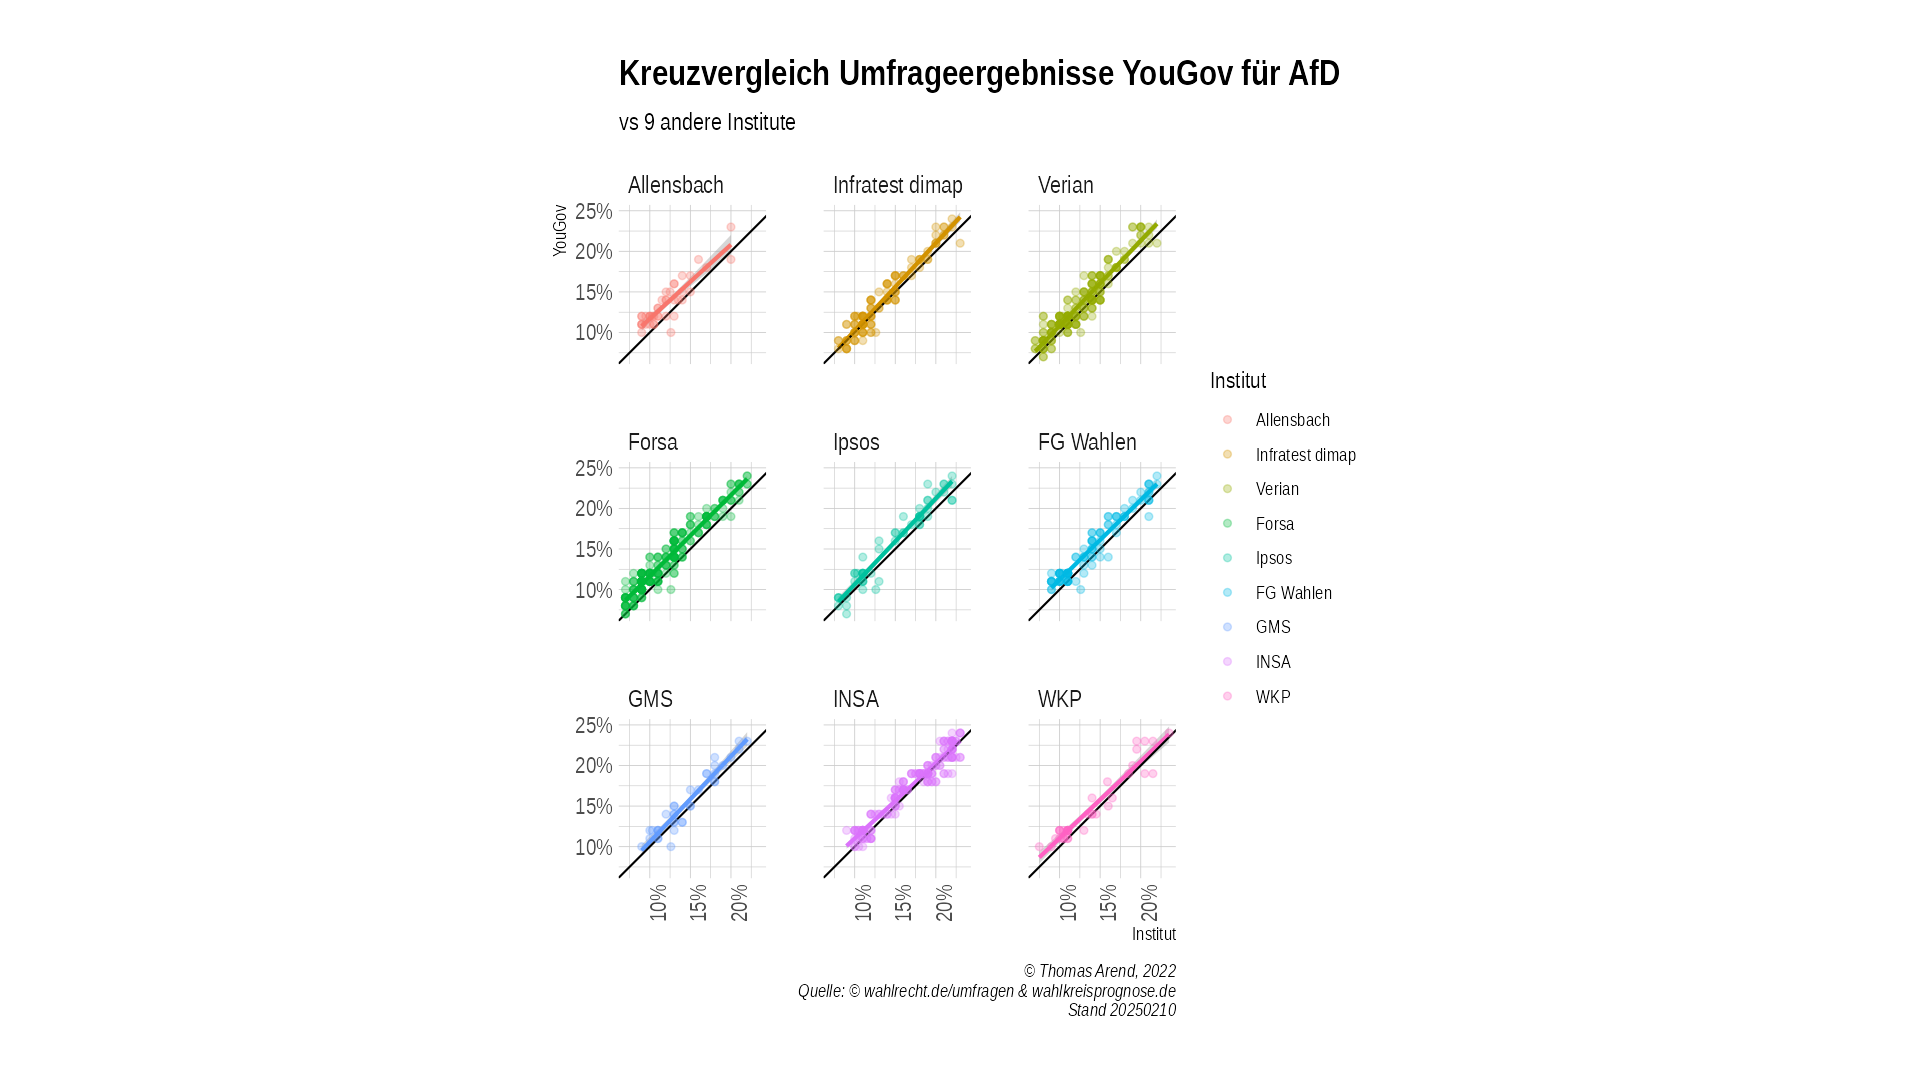 Kreuzvergleich Umfrageergebnisse YouGov für AfD
vs 9 andere Institute
Allensbach
Infratest dimap
Verian
YouGov
25%
20%
15%
10%
Forsa
Ipsos
FG Wahlen
25%
20%
15%
10%
GMS
INSA
WKP
25%
20%
15%
10%
10%
15%
20%
10%
15%
20%
10%
15%
20%
Institut
Institut
Allensbach
Infratest dimap
Verian
Forsa
Ipsos
FG Wahlen
GMS
INSA
WKP
© Thomas Arend, 2022
Quelle: © wahlrecht.de/umfragen & wahlkreisprognose.de
Stand 20250210